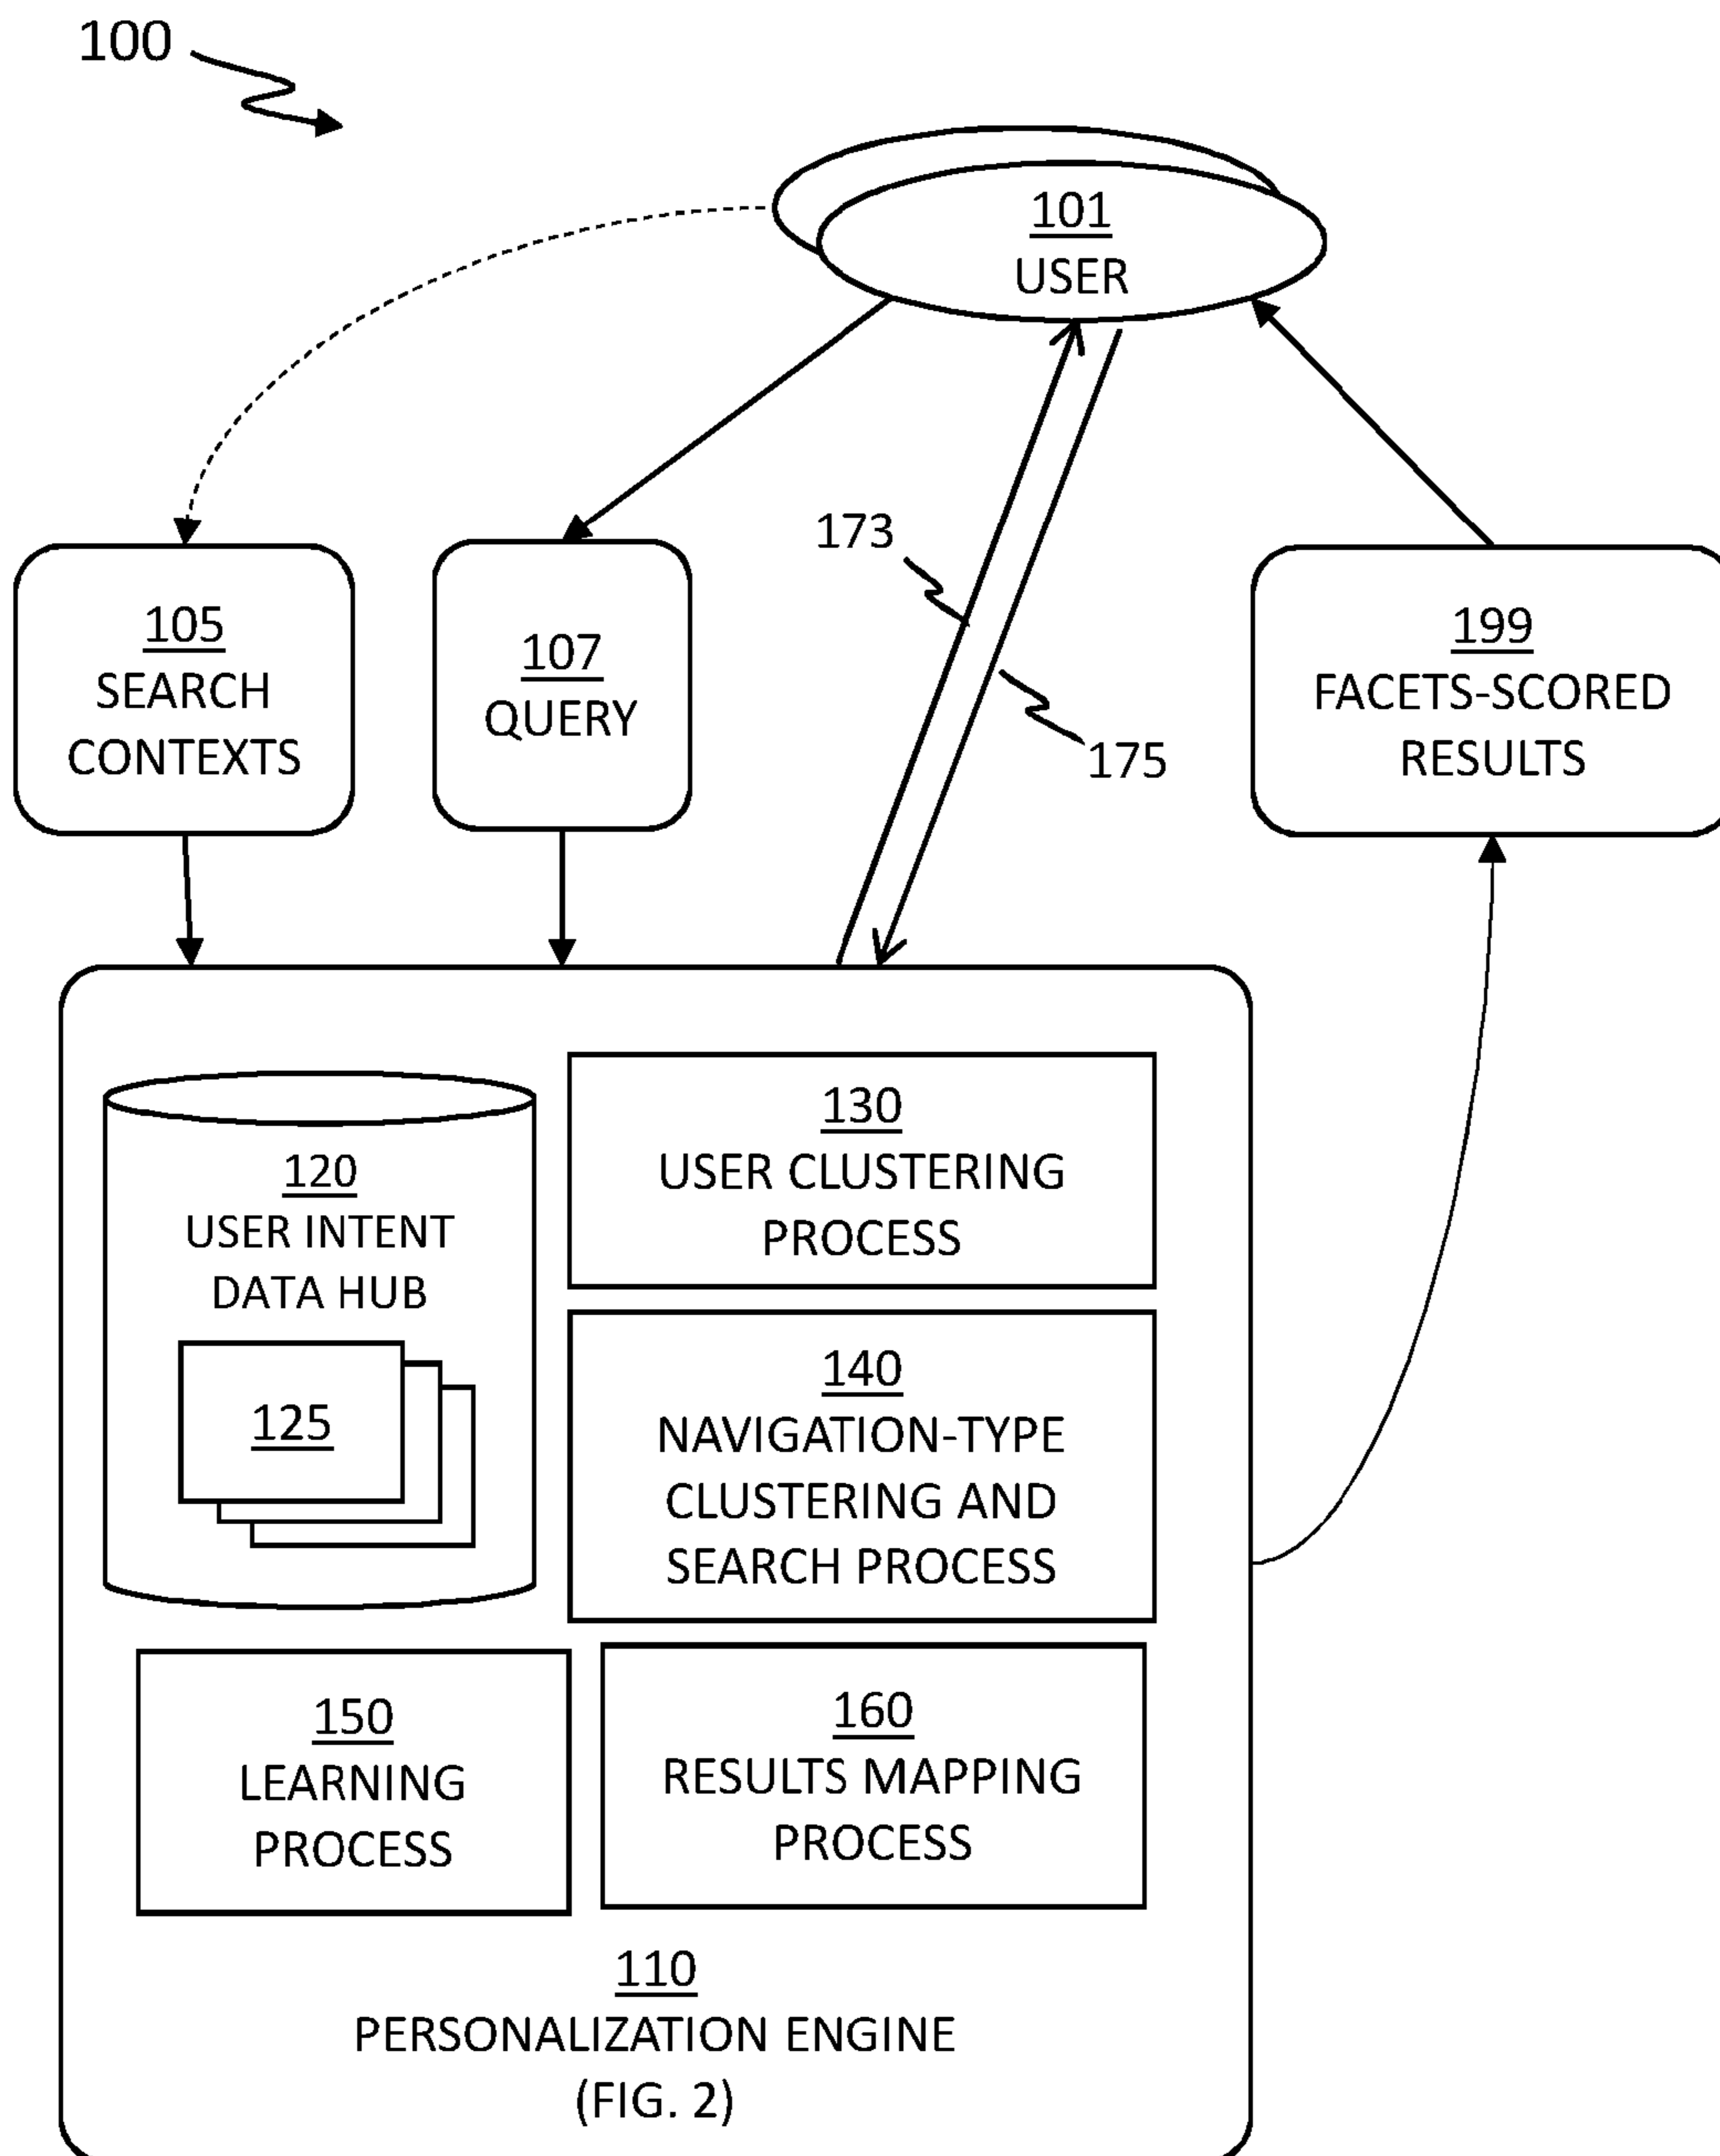 100
101
USER
173
175
105
SEARCH
CONTEXTS
107
QUERY
199
FACETS-SCORED
RESULTS
120
USER INTENT
DATA HUB
125
130
USER CLUSTERING
PROCESS
140
NAVIGATION-TYPE
CLUSTERING AND
SEARCH PROCESS
150
LEARNING
PROCESS
160
RESULTS MAPPING
PROCESS
110
PERSONALIZATION ENGINE
(FIG. 2)